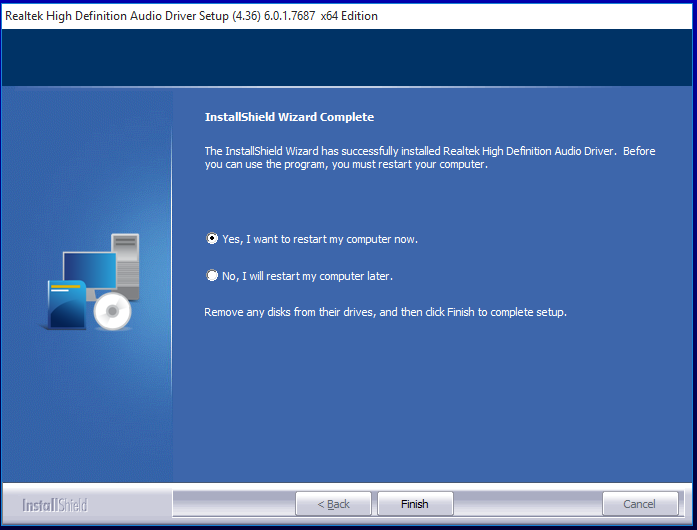 Realtek High Definition Audio Driver Setup (4.36) 6.0.1.7687  x64 Edition
InstallShield Wizard Complete
The InstallShield Wizard has successfully installed Realtek High Definition Audio Driver.  Before
you can use the program, you must restart your computer.
Yes, I want to restart my computer now.
No, I will restart my computer later.
Remove any disks from their drives, and then click Finish to complete setup.
InstallShield
< Back
Finish
Cancel